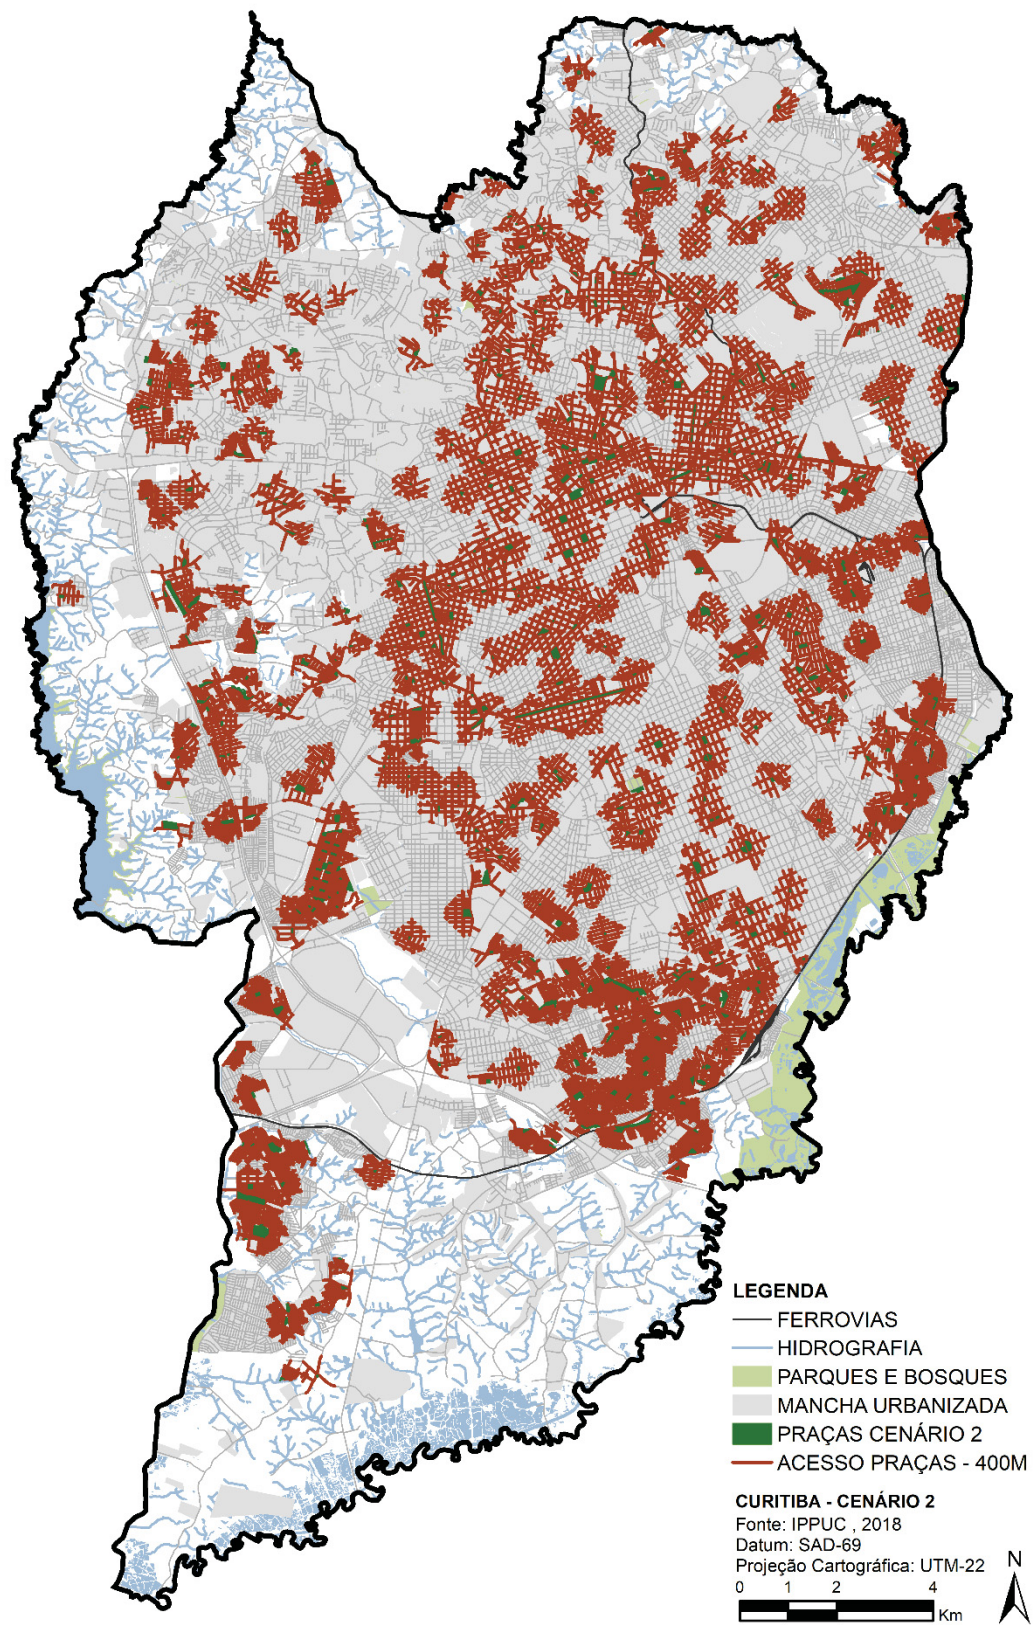 LEGENDA
FERROVIAS
HIDROGRAFIA
PARQUES E BOSQUES
MANCHA URBANIZADA
PRAÇAS CENÁRIO 2
ACESSO PRAÇAS - 400M
CURITIBA - CENÁRIO 2
Fonte: IPPUC , 2018
Datum: SAD-69
Projeção Cartográfica: UTM-22
N
0 1 2 4
Km